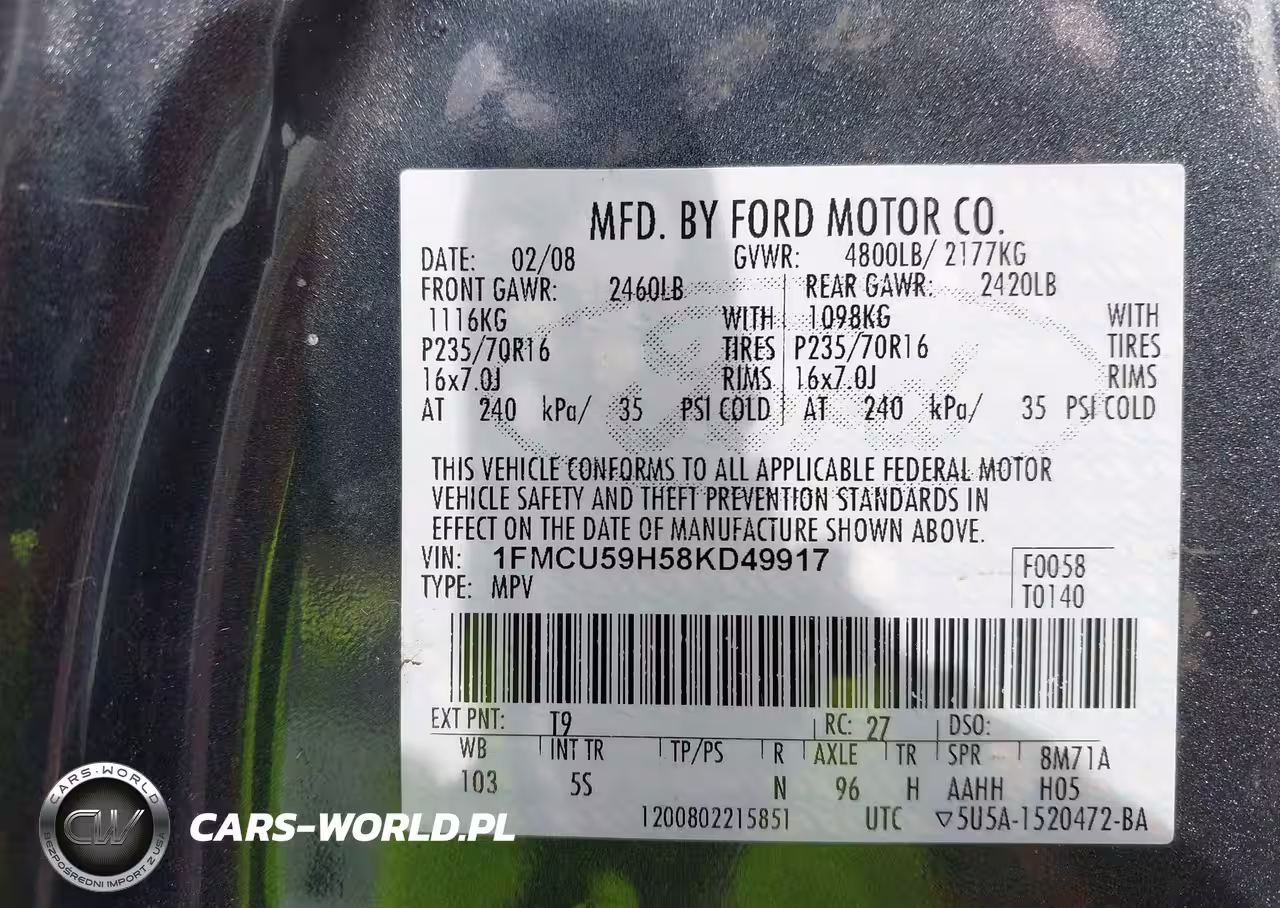 MFD. BY FORD MOTOR CO.
DATE: 02/08 GVWR: 4800LB/ 2177KG
FRONT GAWR: 2460LB REAR GAWR: 2420LB
1116KG WITH 1098KG WITH
P235/70R16 TIRES P235/70R16 TIRES
16x7.0J RIMS 16x7.0J RIMS
AT 240 kPa/ 35 PSI COLD AT 240 kPa/ 35 PSI COLD
Ford
THIS VEHICLE CONFORMS TO ALL APPLICABLE FEDERAL MOTOR
VEHICLE SAFETY AND THEFT PREVENTION STANDARDS IN
EFFECT ON THE DATE OF MANUFACTURE SHOWN ABOVE.
VIN: 1FMCU59H58KD49917
TYPE: MPV
F0058
T0140
EXT PNT: T9 RC: 27 DSO:
WB INT TR TP/PS R AXLE TR SPR 8M71A
103 5S N 96 H AAHH H05
1200802215851 UTC ▽5U5A-1520472-BA
CARS-WORLD
CW
BEZPOŚREDNI IMPORT Z USA
CARS-WORLD.PL